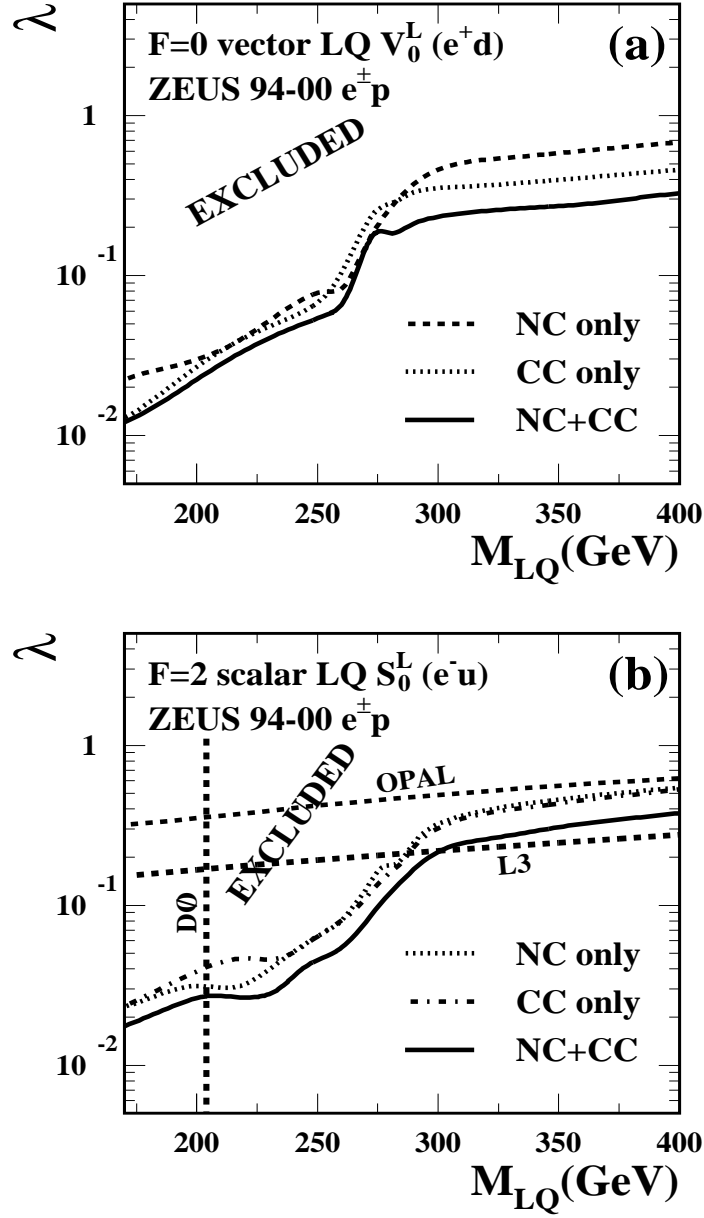 λ
F=0 vector LQ V₀ᴸ (e⁺d)
(a)
ZEUS 94-00 e±p
EXCLUDED
1
10⁻¹
10⁻²
NC only
CC only
NC+CC
200 250 300 350 400
M_LQ(GeV)
λ
F=2 scalar LQ S₀ᴸ (e⁻u)
(b)
ZEUS 94-00 e±p
1
OPAL
EXCLUDED
L3
DØ
10⁻¹
10⁻²
NC only
CC only
NC+CC
200 250 300 350 400
M_LQ(GeV)